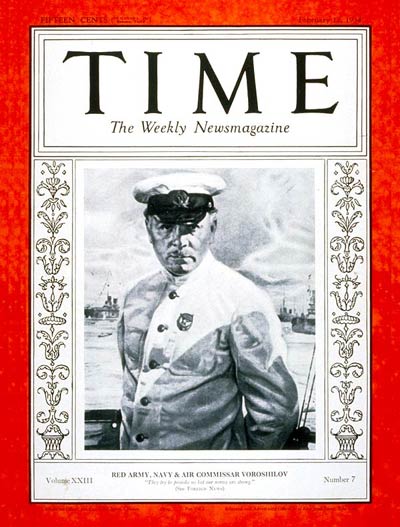 FIFTEEN CENTS
February 12, 1934
TIME
The Weekly Newsmagazine
RED ARMY, NAVY & AIR COMMISSAR VOROSHILOV
"They try to provoke us but our nerves are strong."
(See FOREIGN NEWS)
Volume XXIII
Number 7